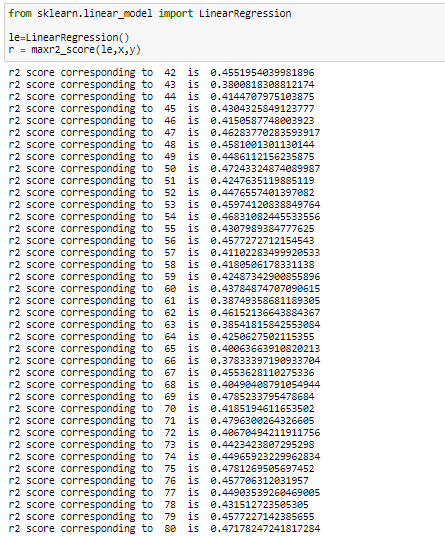 from sklearn.linear_model import LinearRegression
le=LinearRegression()
r = maxr2_score(le,x,y)
r2 score corresponding to  42  is  0.4551954039981896
r2 score corresponding to  43  is  0.3800818308812174
r2 score corresponding to  44  is  0.4144707975103875
r2 score corresponding to  45  is  0.4304325849123777
r2 score corresponding to  46  is  0.4150587748003923
r2 score corresponding to  47  is  0.46283770283593917
r2 score corresponding to  48  is  0.4581001301130144
r2 score corresponding to  49  is  0.4486112156235875
r2 score corresponding to  50  is  0.47243324874089987
r2 score corresponding to  51  is  0.4247635119885119
r2 score corresponding to  52  is  0.4476557401397082
r2 score corresponding to  53  is  0.45974120838849764
r2 score corresponding to  54  is  0.46831082445533556
r2 score corresponding to  55  is  0.4307989384777625
r2 score corresponding to  56  is  0.4577272712154543
r2 score corresponding to  57  is  0.41102283499920533
r2 score corresponding to  58  is  0.4180506178331138
r2 score corresponding to  59  is  0.42487342900855896
r2 score corresponding to  60  is  0.43784874707090615
r2 score corresponding to  61  is  0.38749358681189305
r2 score corresponding to  62  is  0.46152136643884367
r2 score corresponding to  63  is  0.38541815842553084
r2 score corresponding to  64  is  0.4250627502115355
r2 score corresponding to  65  is  0.40063663910820213
r2 score corresponding to  66  is  0.37833397190933704
r2 score corresponding to  67  is  0.4553628110275336
r2 score corresponding to  68  is  0.40490408791054944
r2 score corresponding to  69  is  0.4785233795478684
r2 score corresponding to  70  is  0.4185194611653502
r2 score corresponding to  71  is  0.4796300264326605
r2 score corresponding to  72  is  0.40670494211911756
r2 score corresponding to  73  is  0.4423423807295298
r2 score corresponding to  74  is  0.44965923229962834
r2 score corresponding to  75  is  0.4781269505697452
r2 score corresponding to  76  is  0.457706312031957
r2 score corresponding to  77  is  0.44903539260469005
r2 score corresponding to  78  is  0.431512723505305
r2 score corresponding to  79  is  0.4577227142385655
r2 score corresponding to  80  is  0.47178247241817284